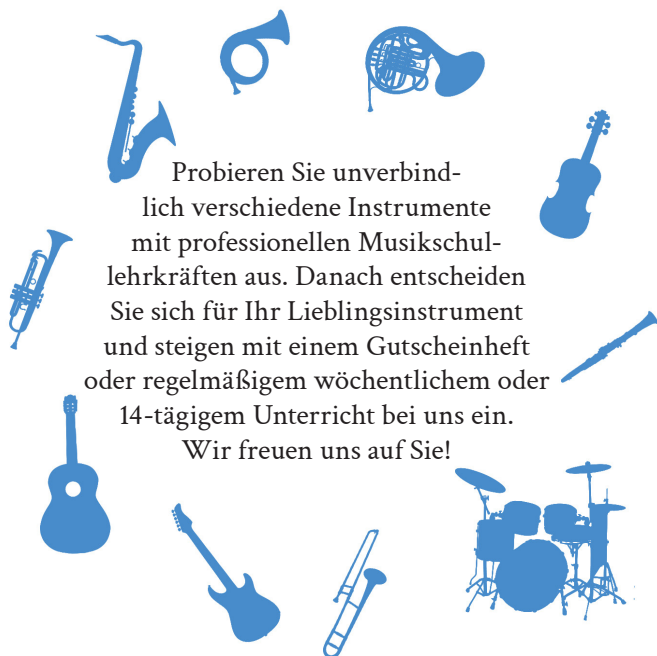 Probieren Sie unverbind-
lich verschiedene Instrumente
mit professionellen Musikschul-
lehrkräften aus. Danach entscheiden
Sie sich für Ihr Lieblingsinstrument
und steigen mit einem Gutscheinheft
oder regelmäßigem wöchentlichem oder
14-tägigem Unterricht bei uns ein.
Wir freuen uns auf Sie!